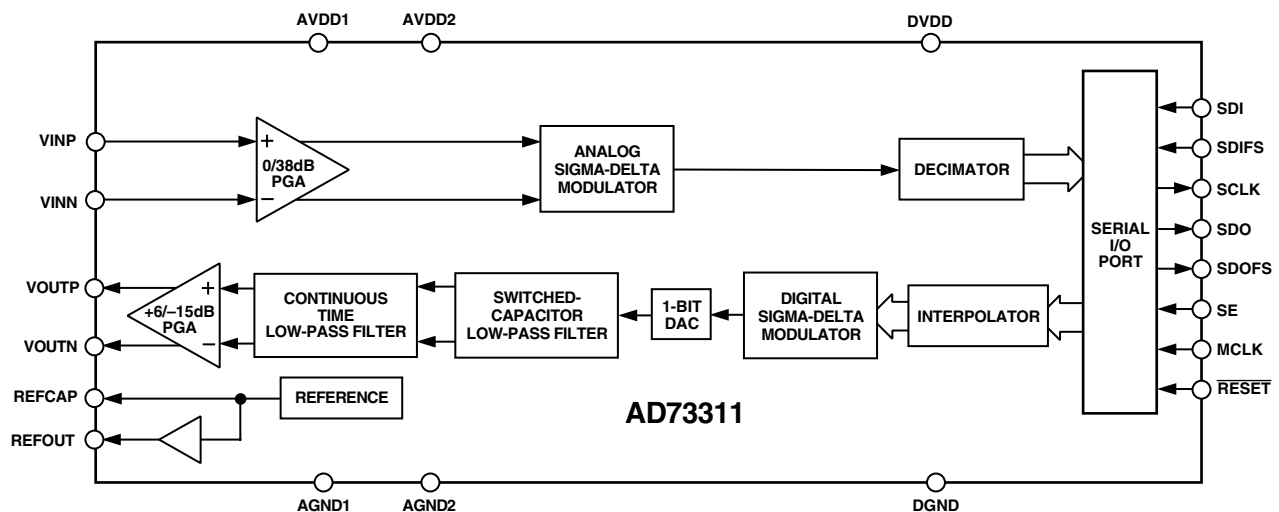 AVDD1
AVDD2
DVDD
VINP
VINN
+
0/38dB
PGA
−
ANALOG
SIGMA-DELTA
MODULATOR
DECIMATOR
SERIAL
I/O
PORT
SDI
SDIFS
SCLK
SDO
SDOFS
SE
MCLK
RESET
VOUTP
VOUTN
+
+6/–15dB
PGA
−
CONTINUOUS
TIME
LOW-PASS FILTER
SWITCHED-
CAPACITOR
LOW-PASS FILTER
1-BIT
DAC
DIGITAL
SIGMA-DELTA
MODULATOR
INTERPOLATOR
REFCAP
REFOUT
REFERENCE
AD73311
AGND1
AGND2
DGND